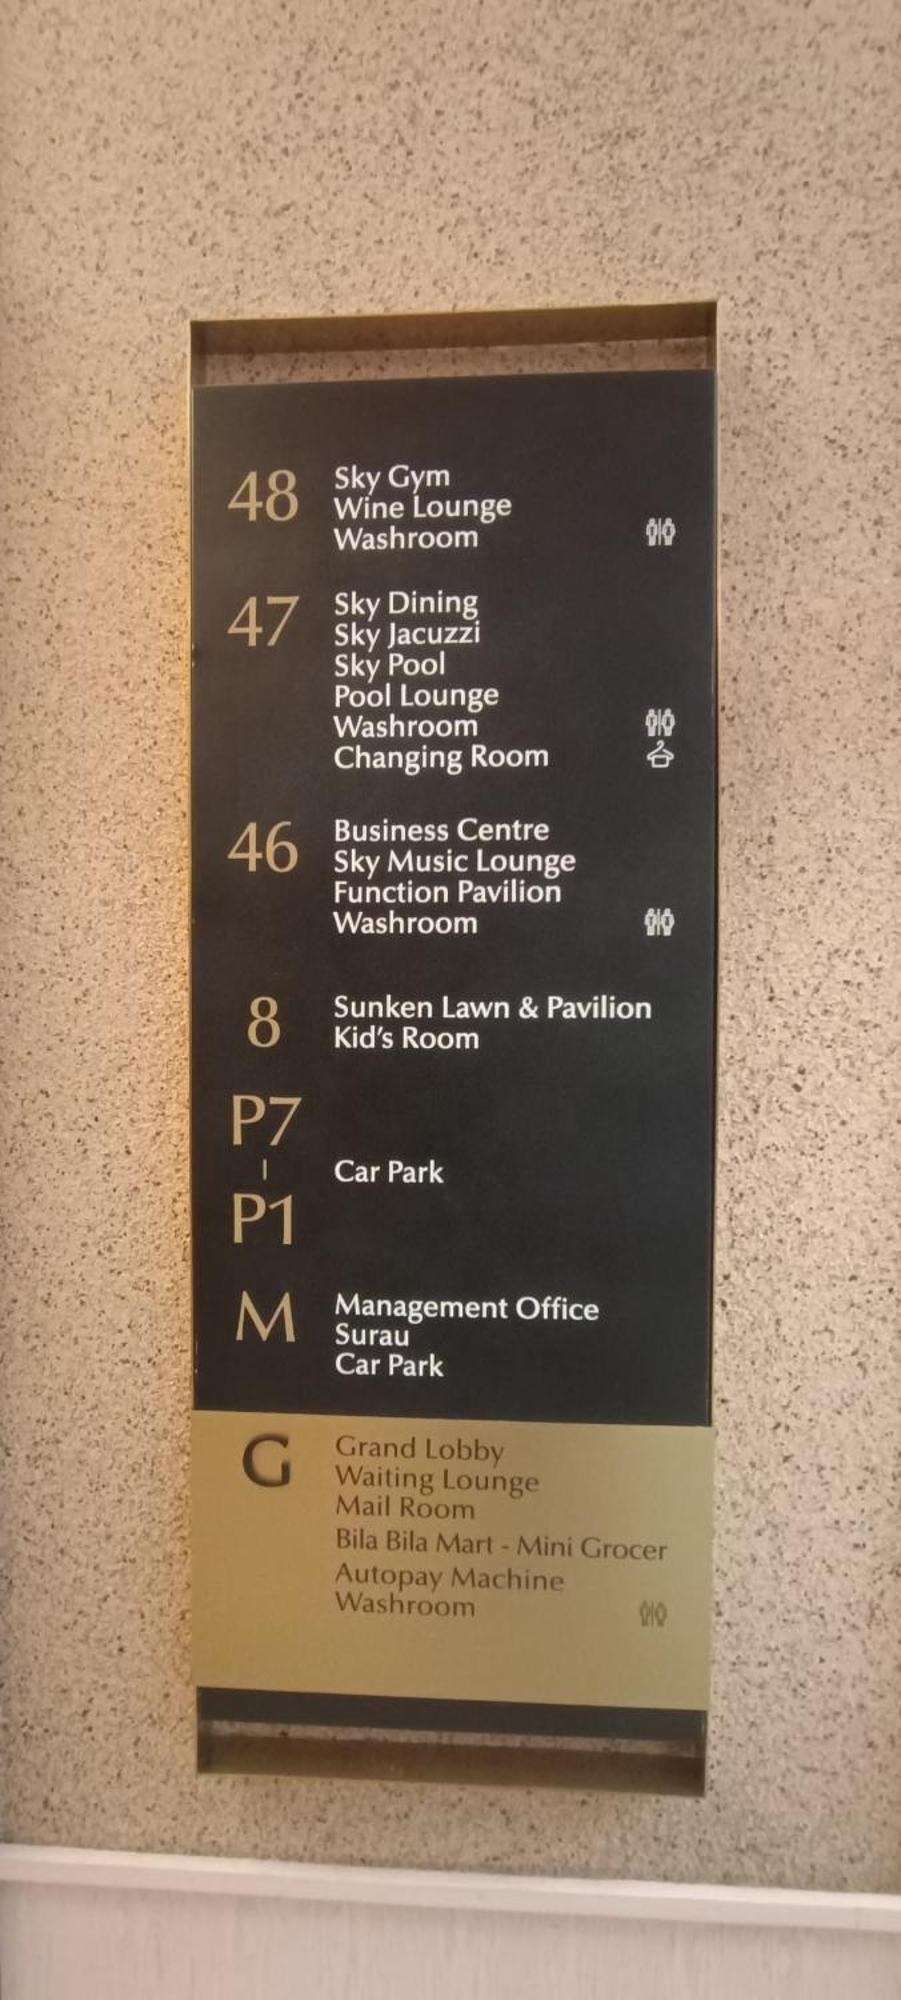 48 Sky Gym
Wine Lounge
Washroom
47 Sky Dining
Sky Jacuzzi
Sky Pool
Pool Lounge
Washroom
Changing Room
46 Business Centre
Sky Music Lounge
Function Pavilion
Washroom
8 Sunken Lawn & Pavilion
Kid's Room
P7
|
Car Park
P1
M Management Office
Surau
Car Park
G Grand Lobby
Waiting Lounge
Mail Room
Bila Bila Mart - Mini Grocer
Autopay Machine
Washroom